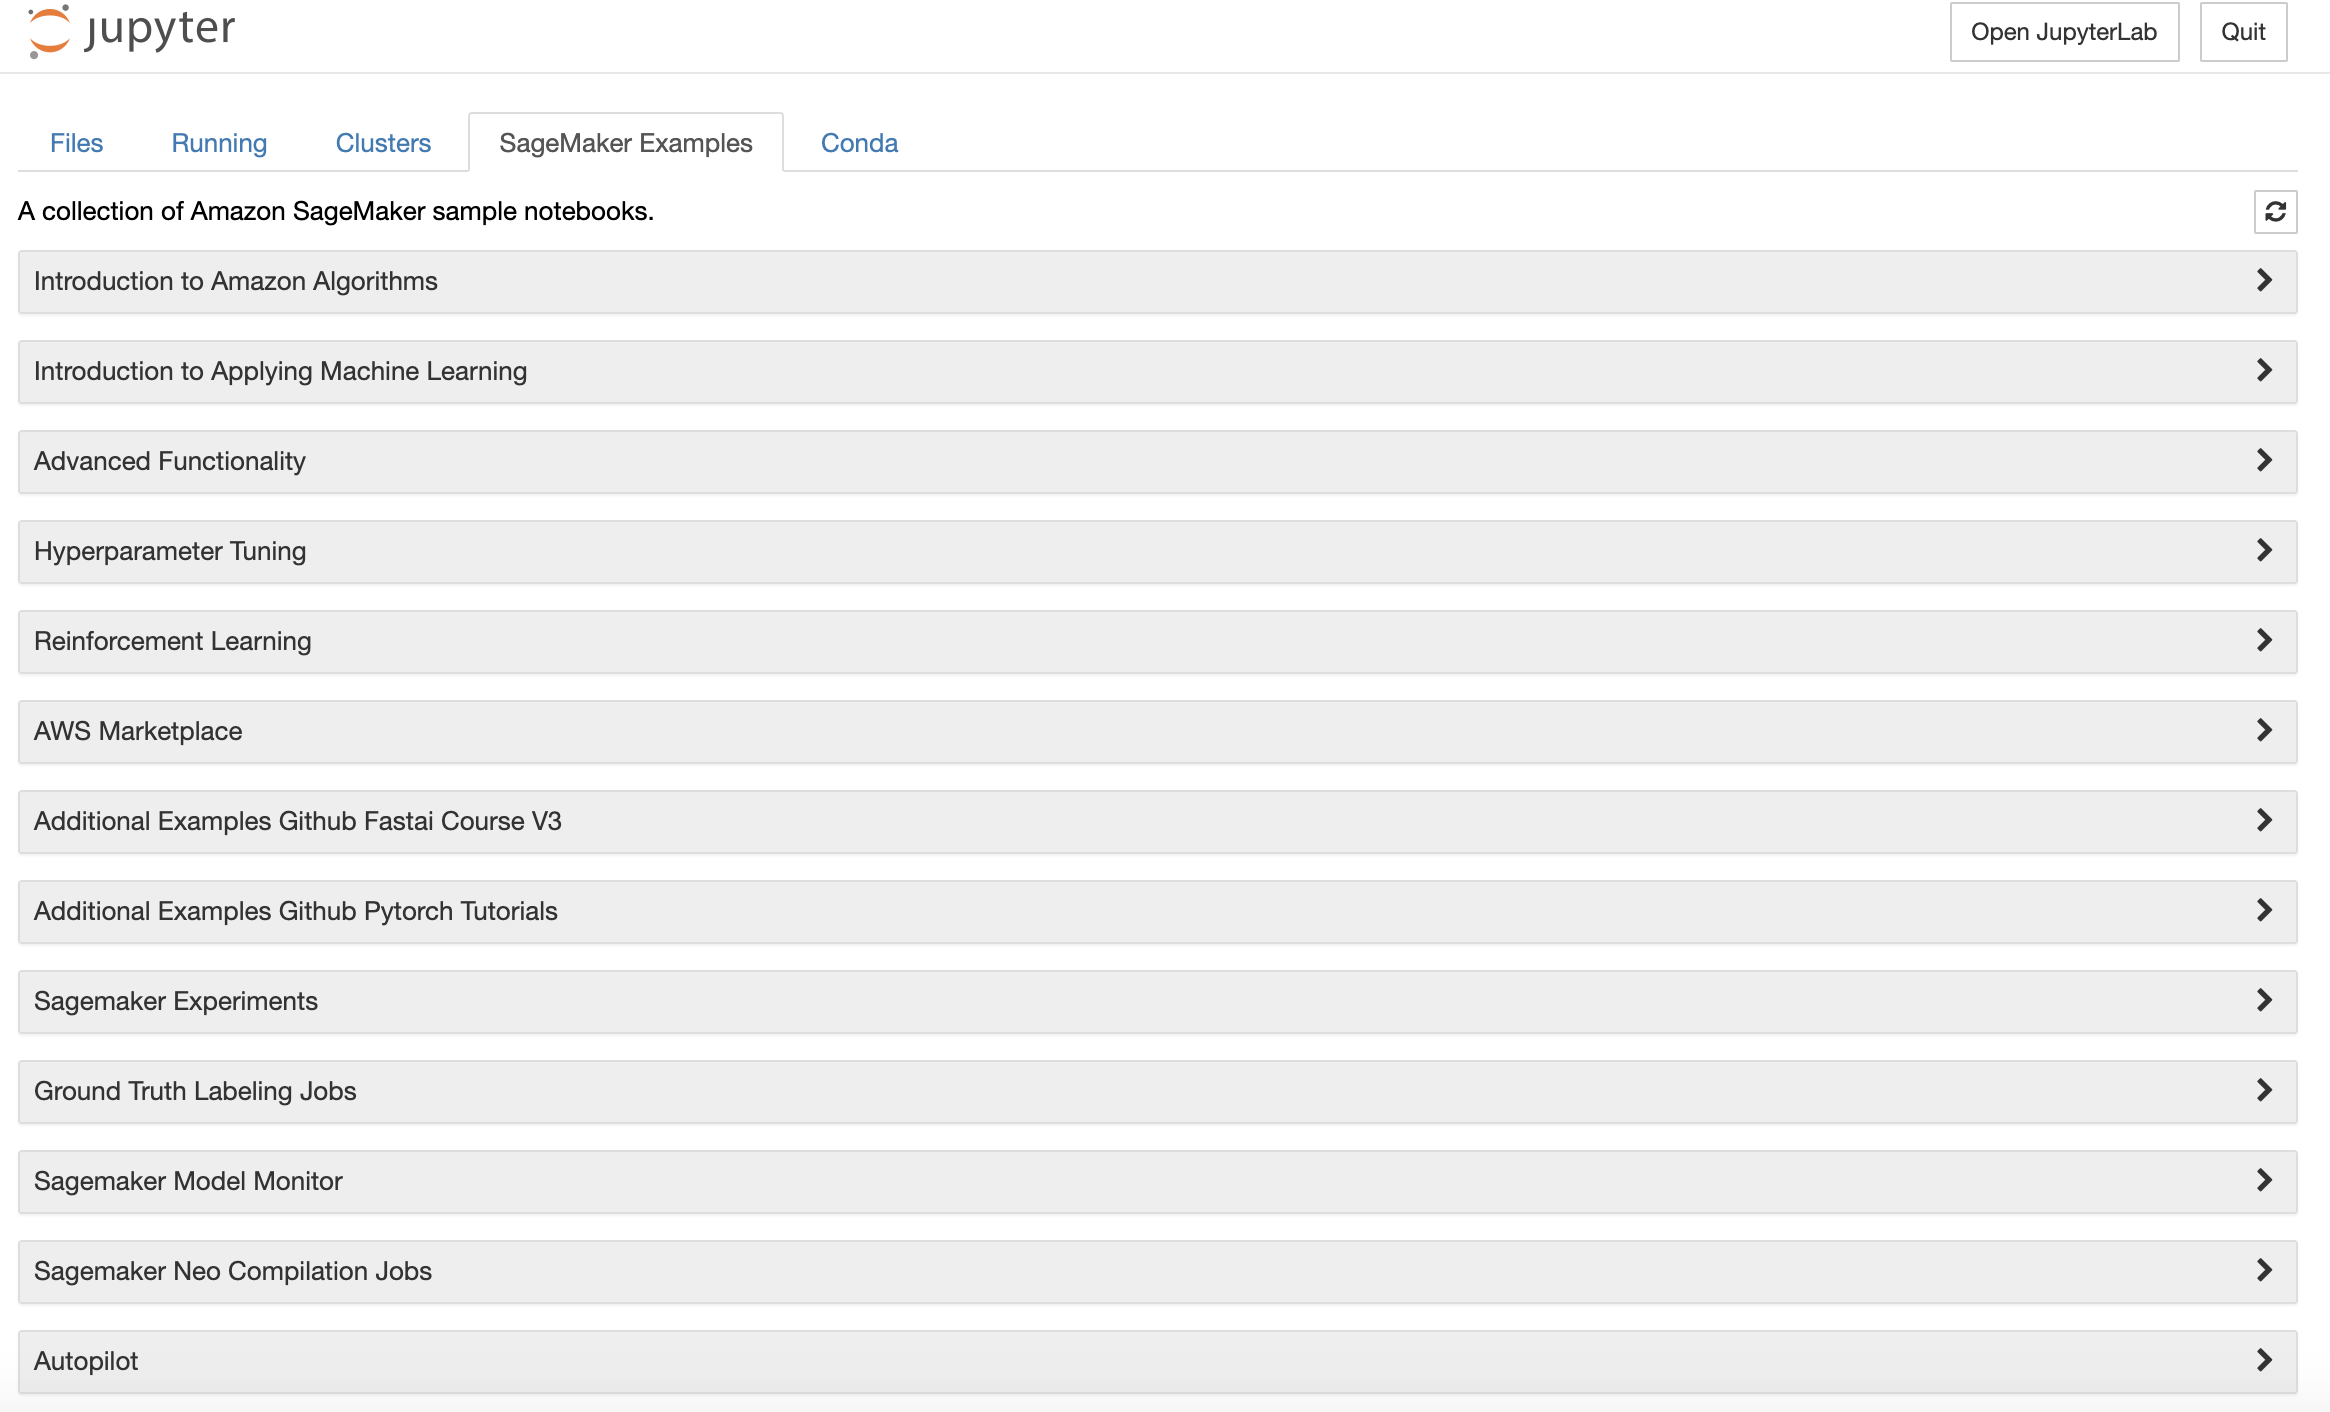 jupyter
Open JupyterLab
Quit
Files
Running
Clusters
SageMaker Examples
Conda
A collection of Amazon SageMaker sample notebooks.
Introduction to Amazon Algorithms
Introduction to Applying Machine Learning
Advanced Functionality
Hyperparameter Tuning
Reinforcement Learning
AWS Marketplace
Additional Examples Github Fastai Course V3
Additional Examples Github Pytorch Tutorials
Sagemaker Experiments
Ground Truth Labeling Jobs
Sagemaker Model Monitor
Sagemaker Neo Compilation Jobs
Autopilot